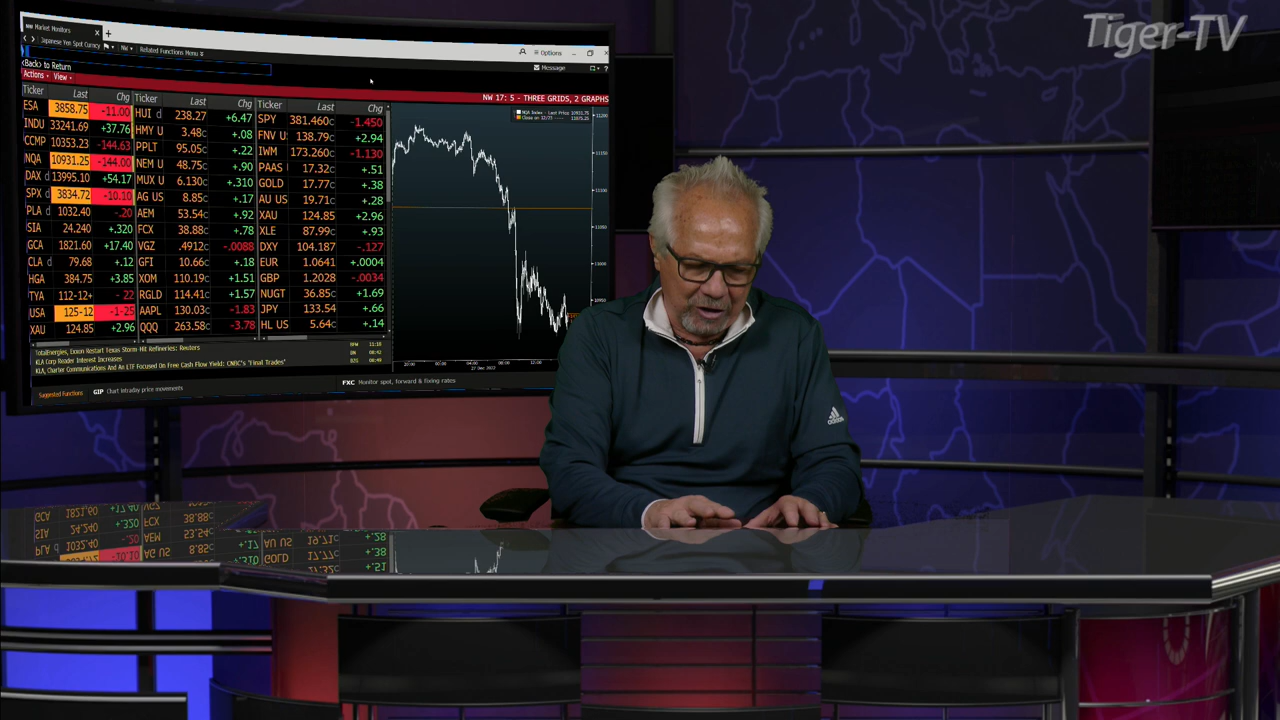 Tiger-TV
Market Monitors
Japanese Yen Spot Currency NW Related Functions Menu
Options
<Back> to Return
Message
Actions View
NW 17: 5 - THREE GRIDS, 2 GRAPHS
Ticker Last Chg Ticker Last Chg Ticker Last Chg
ESA 3858.75 -11.00 HUI d 238.27 +6.47 SPY 381.460c -1.450
INDU 33241.69 +37.76 HMY U 3.48c +.08 FNV U 138.79c +2.94
CCMP 10353.23 -144.63 PPLT 95.05c +.22 IWM 173.260c -1.130
NQA 10931.25 -144.00 NEM U 48.75c +.90 PAAS 17.32c +.51
DAX d 13995.10 +54.17 MUX U 6.130c +.310 GOLD 17.77c +.38
SPX d 3834.72 -10.10 AG US 8.85c +.17 AU US 19.71c +.28
PLA d 1032.40 -.20 AEM 53.54c +.92 XAU 124.85 +2.96
SIA 24.240 +.320 FCX 38.88c +.78 XLE 87.99c +.93
GCA 1821.60 +17.40 VGZ .4912c -.0088 DXY 104.187 -.127
CLA d 79.68 +.12 GFI 10.66c +.18 EUR 1.0641 +.0004
HGA 384.75 +3.85 XOM 110.19c +1.51 GBP 1.2028 -.0034
TYA 112-12+ - 22 RGLD 114.41c +1.57 NUGT 36.85c +1.69
USA 125-12 -1-25 AAPL 130.03c -1.83 JPY 133.54 +.66
XAU 124.85 +2.96 QQQ 263.58c -3.78 HL US 5.64c +.14
TotalEnergies, Exxon Restart Texas Storm-Hit Refineries: Reuters
KLA Corp Reader Interest Increases
KLA, Charter Communications And An ETF Focused On Free Cash Flow Yield: CNBC's 'Final Trades'
Suggested Functions GIP Chart intraday price movements FXC Monitor spot, forward & fixing rates
27 Dec 2022
adidas